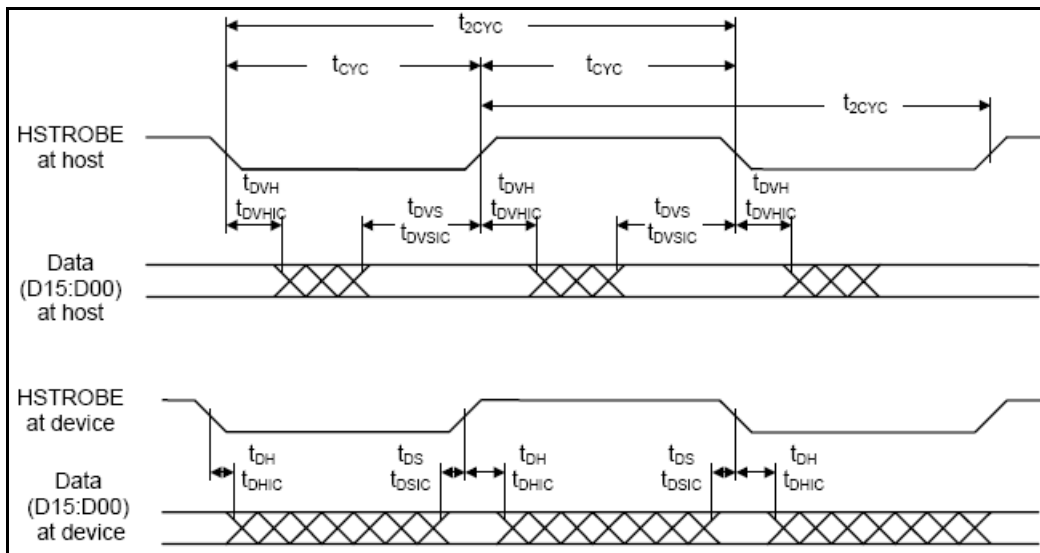 t2CYC
tCYC tCYC
t2CYC
HSTROBE
at host
tDVH tDVH tDVH
tDVHIC tDVS tDVHIC tDVS tDVHIC
tDVSIC tDVSIC
Data
(D15:D00)
at host
HSTROBE
at device
tDH tDS tDH tDS tDH
tDHIC tDSIC tDHIC tDSIC tDHIC
Data
(D15:D00)
at device